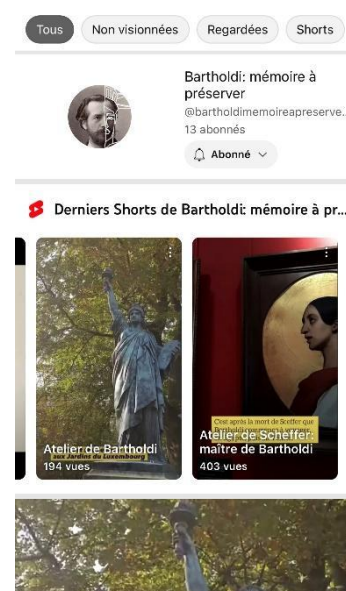 Tous
Non visionnées
Regardées
Shorts
Bartholdi: mémoire à
préserver
@bartholdimemoireapreserve.
13 abonnés
Abonné
Derniers Shorts de Bartholdi: mémoire à pr...
aux Jardins du Luxembourg
Atelier de Bartholdi
194 vues
C'est après la mort de Scheffer que
Atelier de Scheffer:
maître de Bartholdi
403 vues